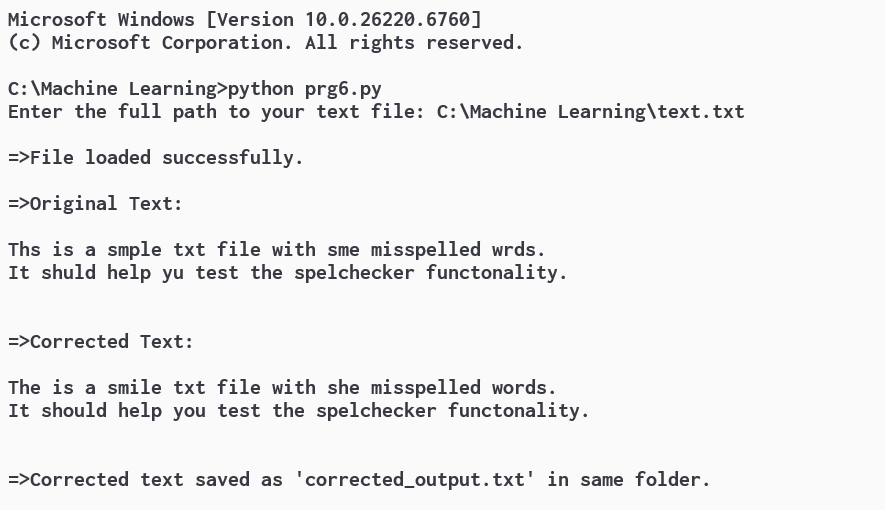 Microsoft Windows [Version 10.0.26220.6760]
(c) Microsoft Corporation. All rights reserved.
C:\Machine Learning>python prg6.py
Enter the full path to your text file: C:\Machine Learning\text.txt
=>File loaded successfully.
=>Original Text:
Ths is a smple txt file with sme misspelled wrds.
It shuld help yu test the spelchecker functonality.
=>Corrected Text:
The is a smile txt file with she misspelled words.
It should help you test the spelchecker functonality.
=>Corrected text saved as 'corrected_output.txt' in same folder.